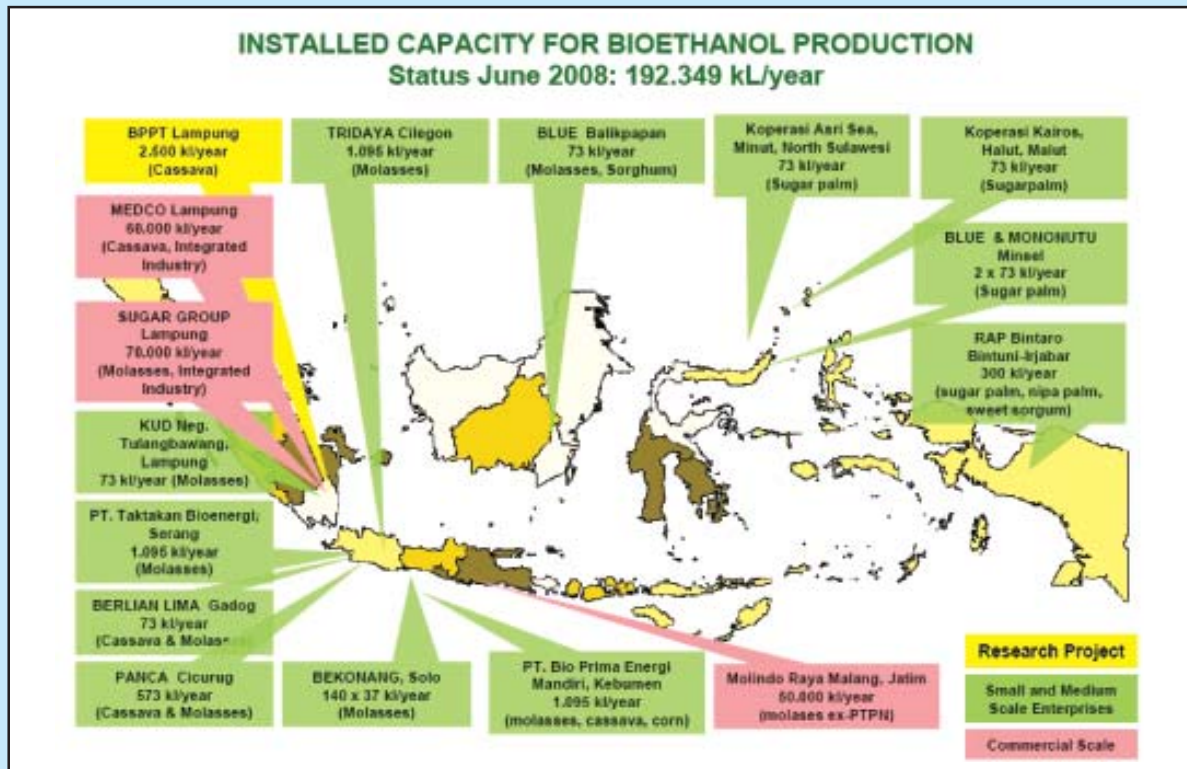 INSTALLED CAPACITY FOR BIOETHANOL PRODUCTION
Status June 2008: 192.349 kL/year
BPPT Lampung
2.500 kl/year
(Cassava)
TRIDAYA Cilegon
1.095 kl/year
(Molasses)
BLUE Balikpapan
73 kl/year
(Molasses, Sorghum)
Koperasi Asri Sea,
Minut, North Sulawesi
73 kl/year
(Sugar palm)
Koperasi Kairos,
Halut, Malut
73 kl/year
(Sugarpalm)
MEDCO Lampung
60.000 kl/year
(Cassava, Integrated
Industry)
BLUE & MONONUTU
Minsel
2 x 73 kl/year
(Sugar palm)
SUGAR GROUP
Lampung
70.000 kl/year
(Molasses, Integrated
Industry)
RAP Bintaro
Bintuni-Irjabar
300 kl/year
(sugar palm, nipa palm,
sweet sorgum)
KUD Neg.
Tulangbawang,
Lampung
73 kl/year (Molasses)
PT. Taktakan Bioenergi,
Serang
1.095 kl/year
(Molasses)
BERLIAN LIMA Gadog
73 kl/year
(Cassava & Molases)
PANCA Cicurug
573 kl/year
(Cassava & Molasses)
BEKONANG, Solo
140 x 37 kl/year
(Molasses)
PT. Bio Prima Energi
Mandiri, Kebumen
1.095 kl/year
(molasses, cassava, corn)
Molindo Raya Malang, Jatim
50.000 kl/year
(molases ex-PTPN)
Research Project
Small and Medium
Scale Enterprises
Commercial Scale